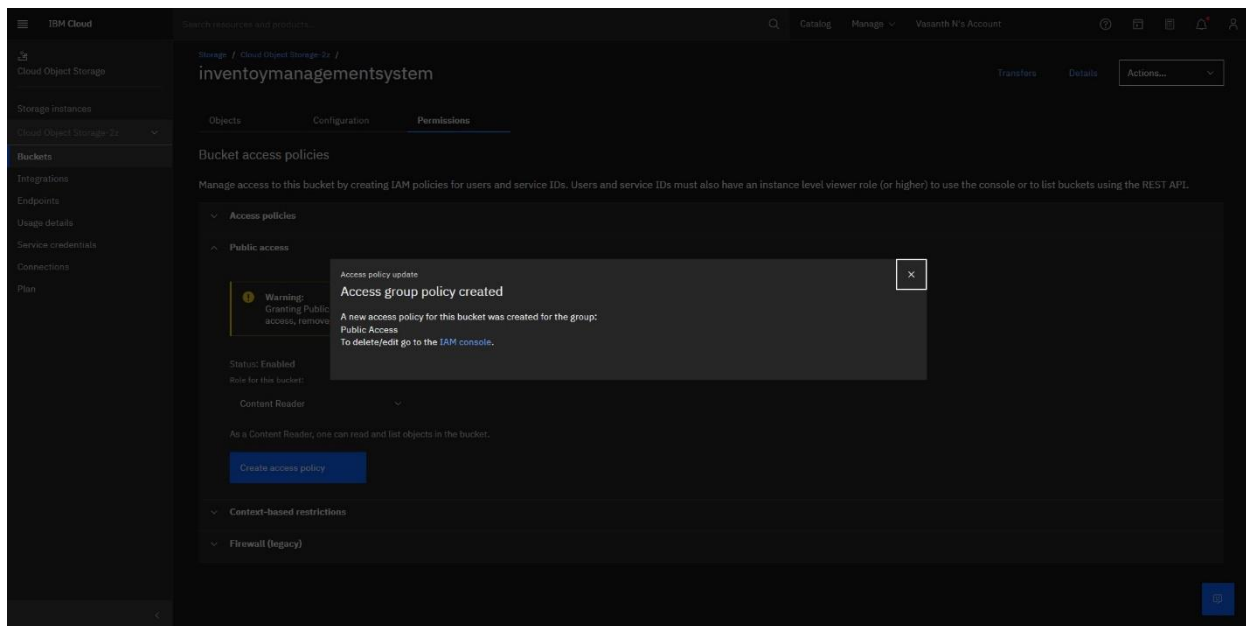 IBM Cloud
Search resources and products...
Catalog
Manage
Vasanth N's Account
Cloud Object Storage
Storage instances
Cloud Object Storage-2z
Buckets
Integrations
Endpoints
Usage details
Service credentials
Connections
Plan
Storage / Cloud Object Storage-2z /
inventoymanagementsystem
Transfers
Details
Actions...
Objects
Configuration
Permissions
Bucket access policies
Manage access to this bucket by creating IAM policies for users and service IDs. Users and service IDs must also have an instance level viewer role (or higher) to use the console or to list buckets using the REST API.
Access policies
Public access
Warning:
Granting Public
access, remove
Access policy update
Access group policy created
A new access policy for this bucket was created for the group:
Public Access
To delete/edit go to the IAM console.
Status: Enabled
Role for this bucket:
Content Reader
As a Content Reader, one can read and list objects in the bucket.
Create access policy
Context-based restrictions
Firewall (legacy)